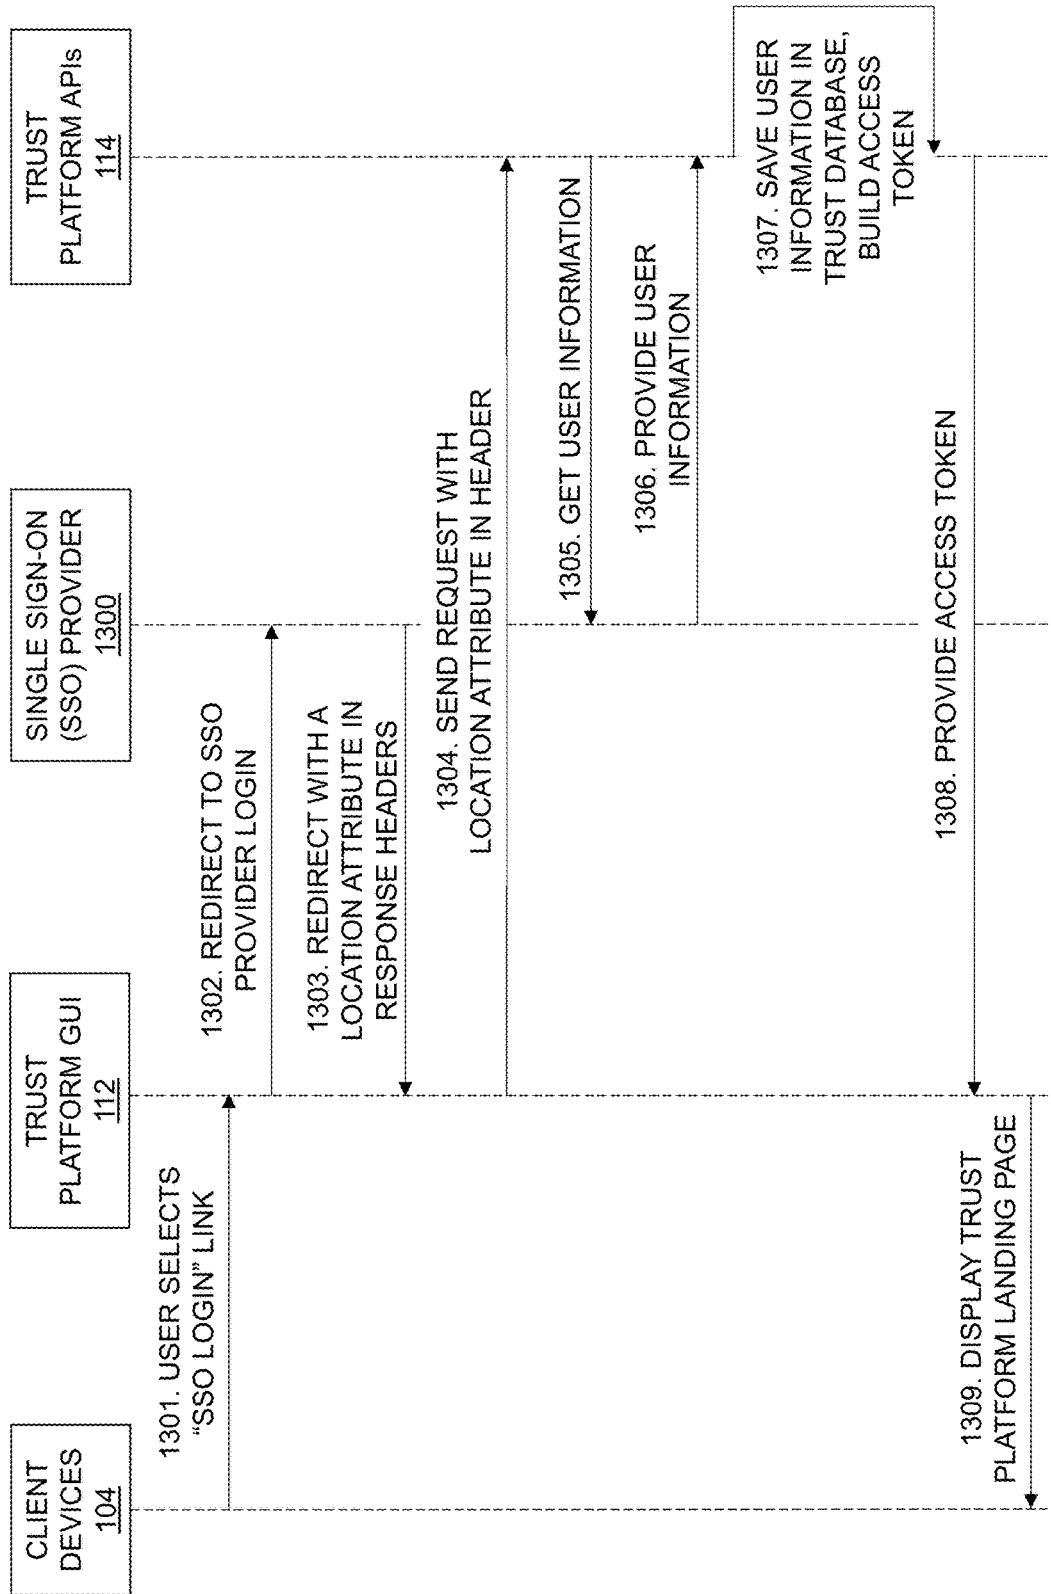 CLIENT
DEVICES
104
TRUST
PLATFORM GUI
112
SINGLE SIGN-ON
(SSO) PROVIDER
1300
TRUST
PLATFORM APIs
114
1301. USER SELECTS
“SSO LOGIN” LINK
1302. REDIRECT TO SSO
PROVIDER LOGIN
1303. REDIRECT WITH A
LOCATION ATTRIBUTE IN
RESPONSE HEADERS
1304. SEND REQUEST WITH
LOCATION ATTRIBUTE IN HEADER
1305. GET USER INFORMATION
1306. PROVIDE USER
INFORMATION
1307. SAVE USER
INFORMATION IN
TRUST DATABASE,
BUILD ACCESS
TOKEN
1308. PROVIDE ACCESS TOKEN
1309. DISPLAY TRUST
PLATFORM LANDING PAGE